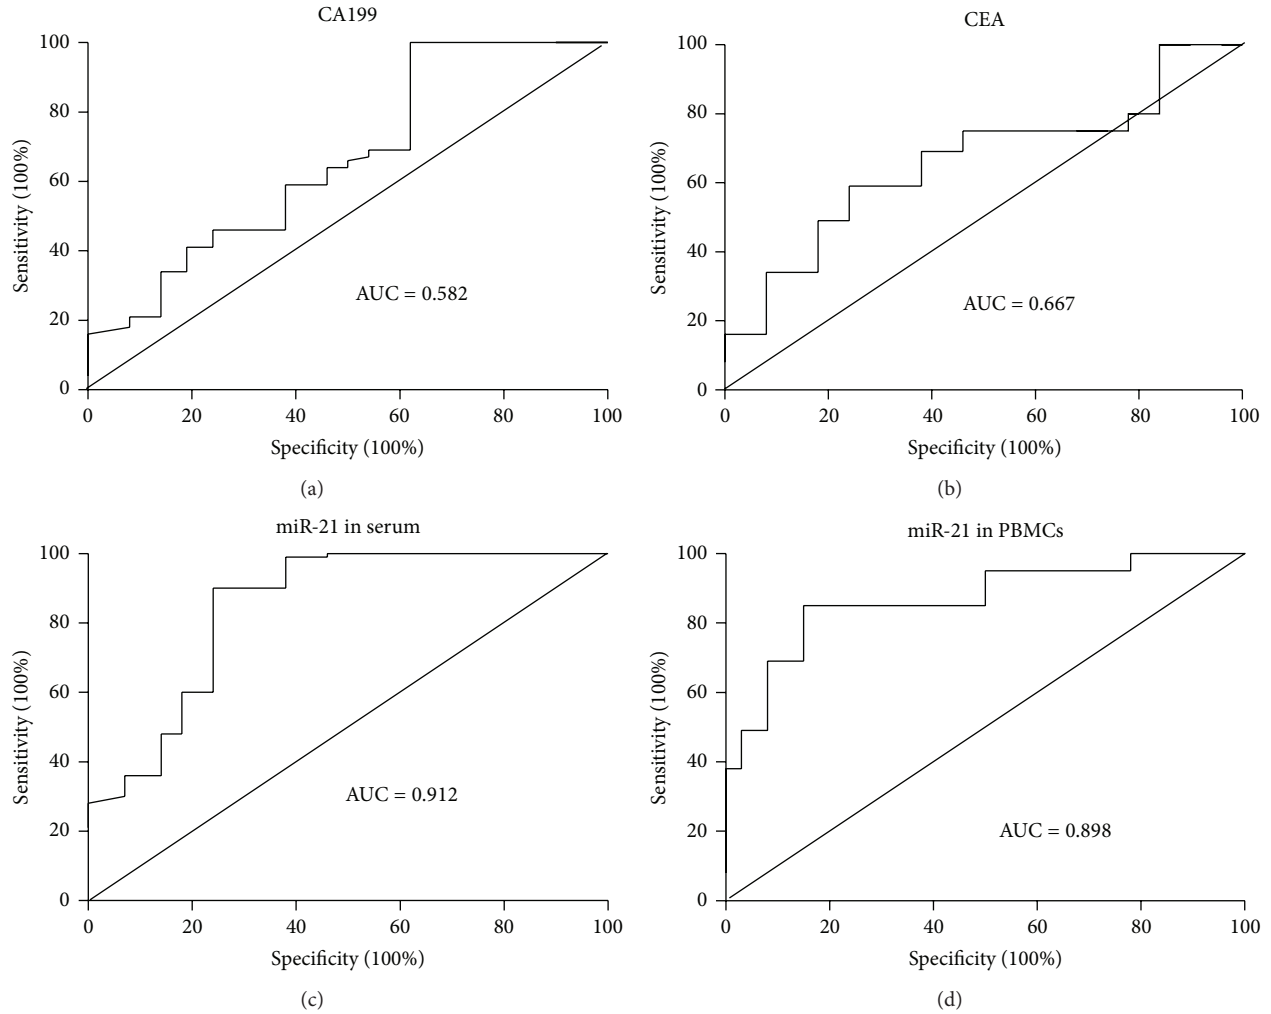 CA199
100
80
60
40
20
0
Sensitivity (100%)
AUC = 0.582
0 20 40 60 80 100
Specificity (100%)
(a)
CEA
100
80
60
40
20
0
Sensitivity (100%)
AUC = 0.667
0 20 40 60 80 100
Specificity (100%)
(b)
miR-21 in serum
100
80
60
40
20
0
Sensitivity (100%)
AUC = 0.912
0 20 40 60 80 100
Specificity (100%)
(c)
miR-21 in PBMCs
100
80
60
40
20
0
Sensitivity (100%)
AUC = 0.898
0 20 40 60 80 100
Specificity (100%)
(d)